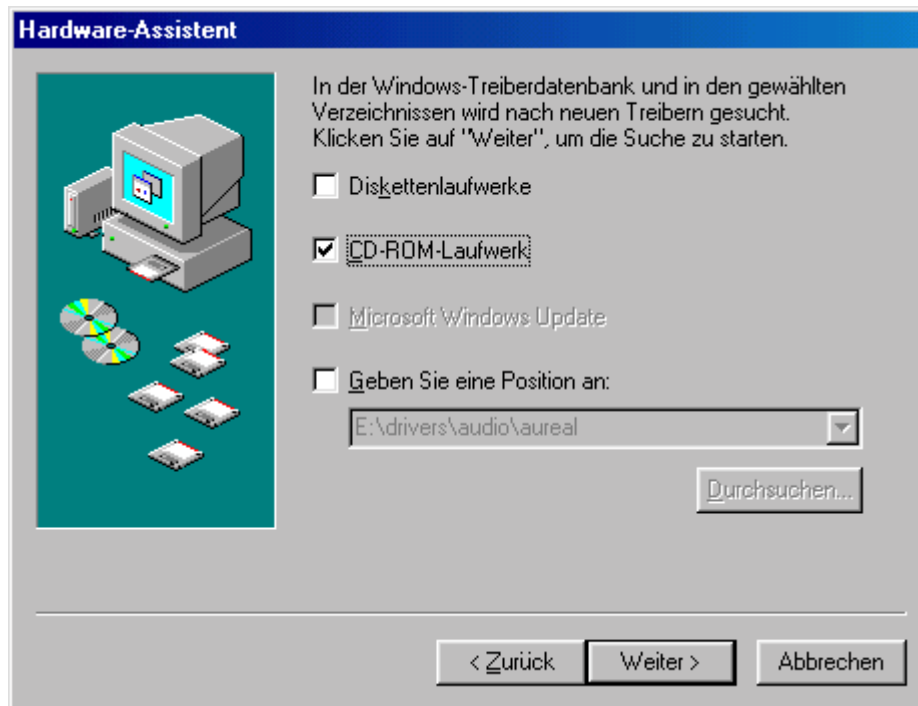 Hardware-Assistent
In der Windows-Treiberdatenbank und in den gewählten
Verzeichnissen wird nach neuen Treibern gesucht.
Klicken Sie auf "Weiter", um die Suche zu starten.
Diskettenlaufwerke
CD-ROM-Laufwerk
Microsoft Windows Update
Geben Sie eine Position an:
E:\drivers\audio\aureal
Durchsuchen...
< Zurück Weiter > Abbrechen